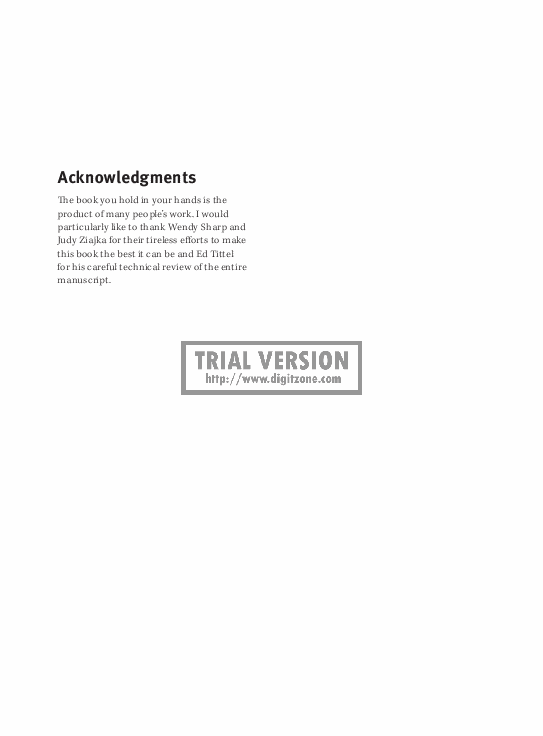 Acknowledgments
The book you hold in your hands is the
product of many people's work. I would
particularly like to thank Wendy Sharp and
Judy Ziajka for their tireless efforts to make
this book the best it can be and Ed Tittel
for his careful technical review of the entire
manuscript.
TRIAL VERSION
http://www.digitzone.com